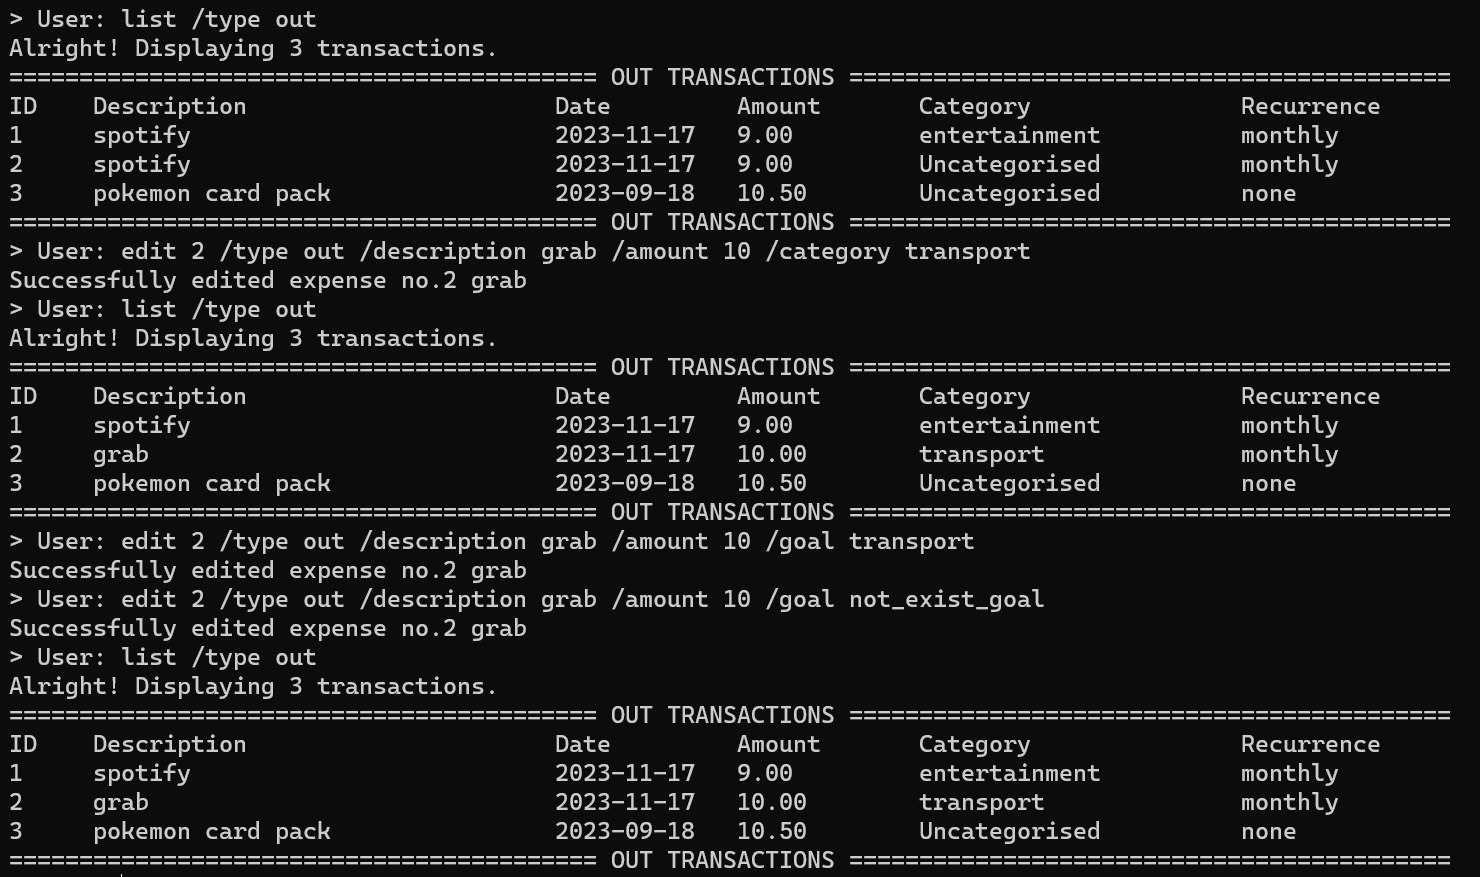 > User: list /type out
Alright! Displaying 3 transactions.
========================================== OUT TRANSACTIONS ===========================================
ID    Description                      Date         Amount       Category               Recurrence
1     spotify                          2023-11-17   9.00         entertainment          monthly
2     spotify                          2023-11-17   9.00         Uncategorised          monthly
3     pokemon card pack                2023-09-18   10.50        Uncategorised          none
========================================== OUT TRANSACTIONS ===========================================
> User: edit 2 /type out /description grab /amount 10 /category transport
Successfully edited expense no.2 grab
> User: list /type out
Alright! Displaying 3 transactions.
========================================== OUT TRANSACTIONS ===========================================
ID    Description                      Date         Amount       Category               Recurrence
1     spotify                          2023-11-17   9.00         entertainment          monthly
2     grab                             2023-11-17   10.00        transport              monthly
3     pokemon card pack                2023-09-18   10.50        Uncategorised          none
========================================== OUT TRANSACTIONS ===========================================
> User: edit 2 /type out /description grab /amount 10 /goal transport
Successfully edited expense no.2 grab
> User: edit 2 /type out /description grab /amount 10 /goal not_exist_goal
Successfully edited expense no.2 grab
> User: list /type out
Alright! Displaying 3 transactions.
========================================== OUT TRANSACTIONS ===========================================
ID    Description                      Date         Amount       Category               Recurrence
1     spotify                          2023-11-17   9.00         entertainment          monthly
2     grab                             2023-11-17   10.00        transport              monthly
3     pokemon card pack                2023-09-18   10.50        Uncategorised          none
========================================== OUT TRANSACTIONS ===========================================